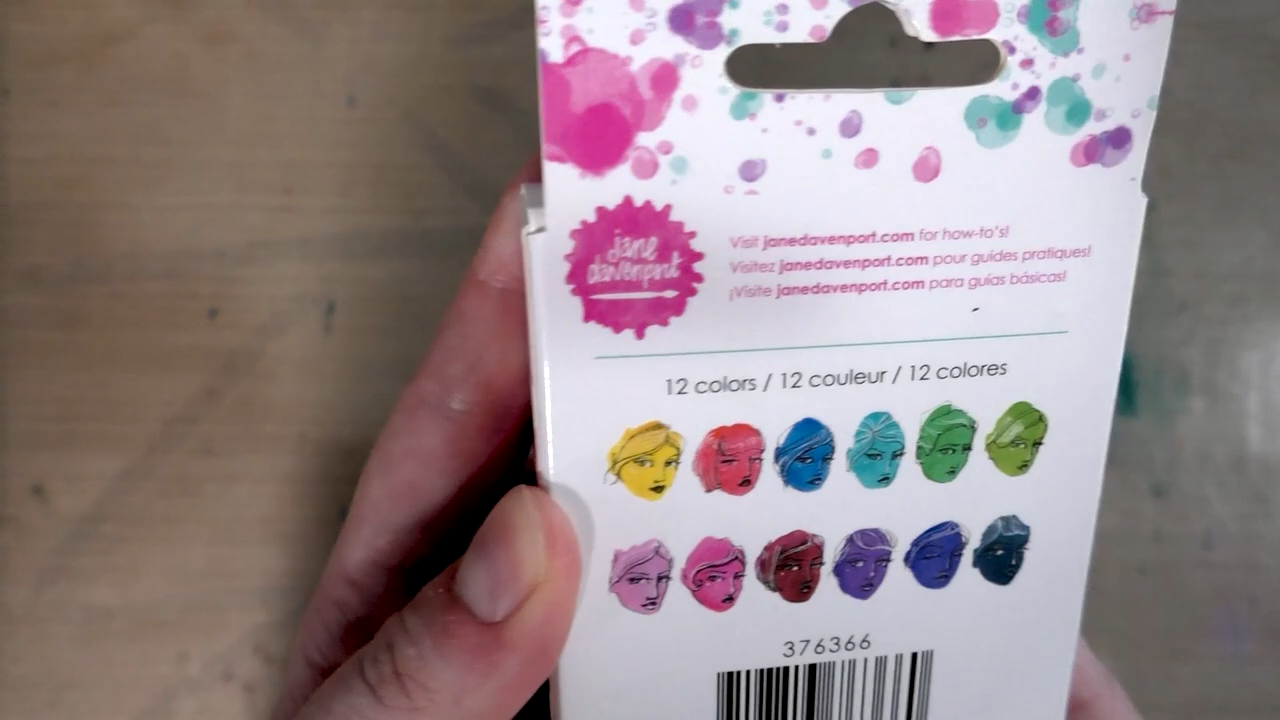 jane
davenport
Visit janedavenport.com for how-to's!
Visitez janedavenport.com pour guides pratiques!
¡Visite janedavenport.com para guías básicas!
12 colors / 12 couleur / 12 colores
376366